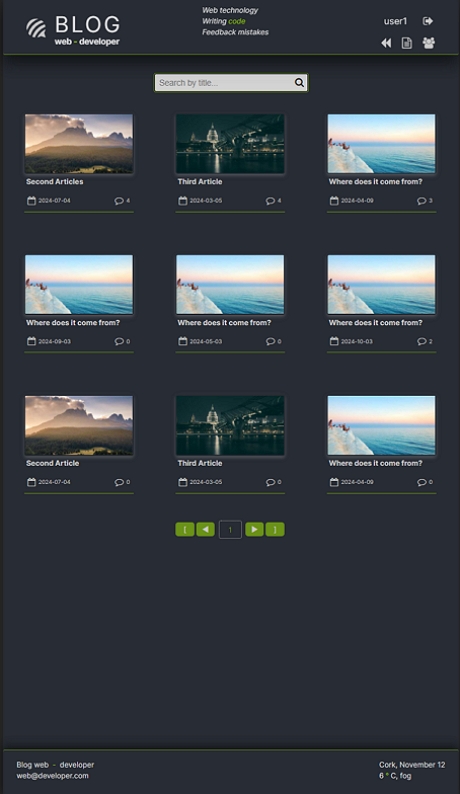 BLOG
web - developer
Web technology
Writing code
Feedback mistakes
user1
Search by title...
Second Articles
Third Article
Where does it come from?
2024-07-04 4
2024-03-05 4
2024-04-09 3
Where does it come from?
Where does it come from?
Where does it come from?
2024-09-03 0
2024-05-03 0
2024-10-03 2
Second Article
Third Article
Where does it come from?
2024-07-04 0
2024-03-05 0
2024-04-09 0
[ 1 ]
Blog web - developer
web@developer.com
Cork, November 12
6 ° C, fog